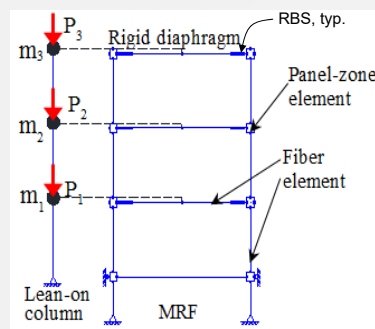 RBS, typ.
P3
Rigid diaphragm
m3
Panel-zone
element
P2
m2
Fiber
element
P1
m1
Lean-on
column
MRF